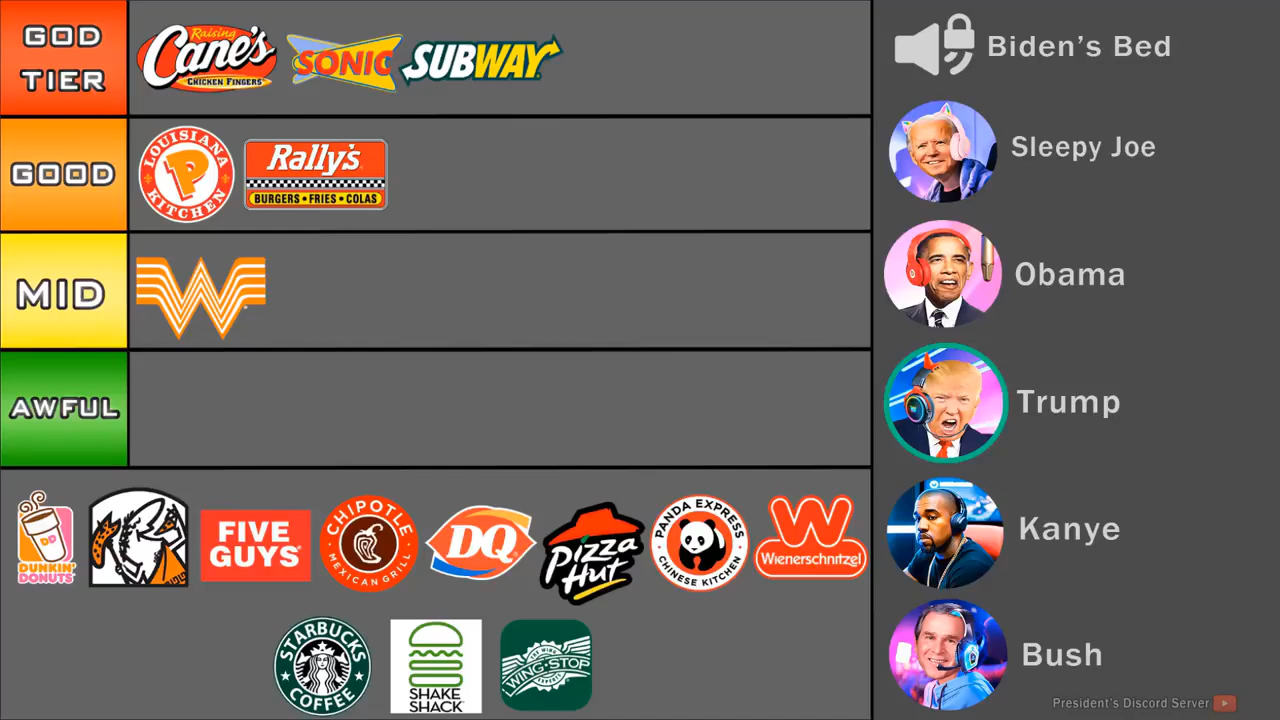 GOD
TIER
Raising
Cane's
CHICKEN FINGERS
SONIC
SUBWAY
GOOD
LOUISIANA
P
KITCHEN
Rally's
BURGERS • FRIES • COLAS
MID
W
AWFUL
DD
DUNKIN'
DONUTS
FIVE
GUYS
CHIPOTLE
MEXICAN GRILL
DQ
Pizza
Hut
PANDA EXPRESS
CHINESE KITCHEN
W
Wienerschnitzel
STARBUCKS
COFFEE
SHAKE
SHACK
WING-STOP
Biden's Bed
Sleepy Joe
Obama
Trump
Kanye
Bush
President's Discord Server